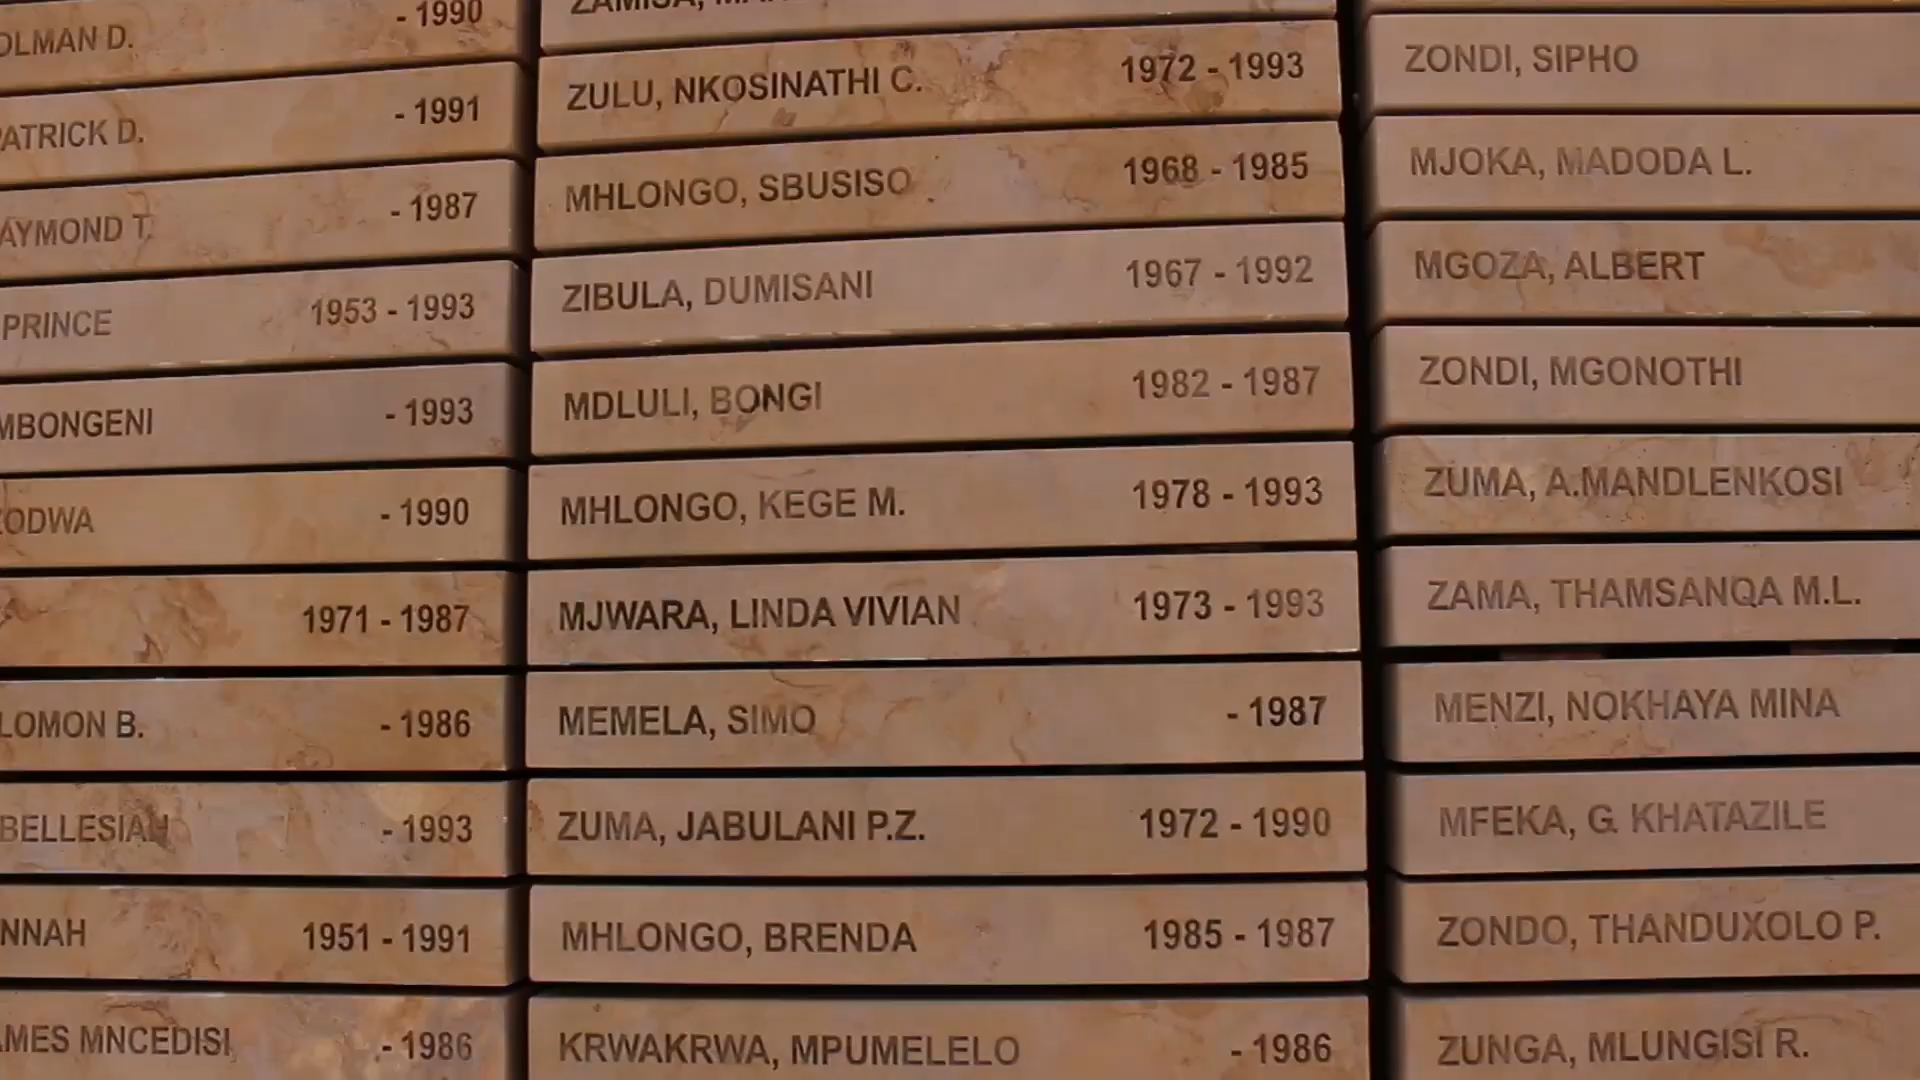 OLMAN D. - 1990
PATRICK D. - 1991
AYMOND T. - 1987
PRINCE 1953 - 1993
MBONGENI - 1993
ODWA - 1990
1971 - 1987
LOMON B. - 1986
BELLESIAH - 1993
NNAH 1951 - 1991
AMES MNCEDISI - 1986
ZAMISA,
ZULU, NKOSINATHI C. 1972 - 1993
MHLONGO, SBUSISO 1968 - 1985
ZIBULA, DUMISANI 1967 - 1992
MDLULI, BONGI 1982 - 1987
MHLONGO, KEGE M. 1978 - 1993
MJWARA, LINDA VIVIAN 1973 - 1993
MEMELA, SIMO - 1987
ZUMA, JABULANI P.Z. 1972 - 1990
MHLONGO, BRENDA 1985 - 1987
KRWAKRWA, MPUMELELO - 1986
ZONDI, SIPHO
MJOKA, MADODA L.
MGOZA, ALBERT
ZONDI, MGONOTHI
ZUMA, A.MANDLENKOSI
ZAMA, THAMSANQA M.L.
MENZI, NOKHAYA MINA
MFEKA, G. KHATAZILE
ZONDO, THANDUXOLO P.
ZUNGA, MLUNGISI R.